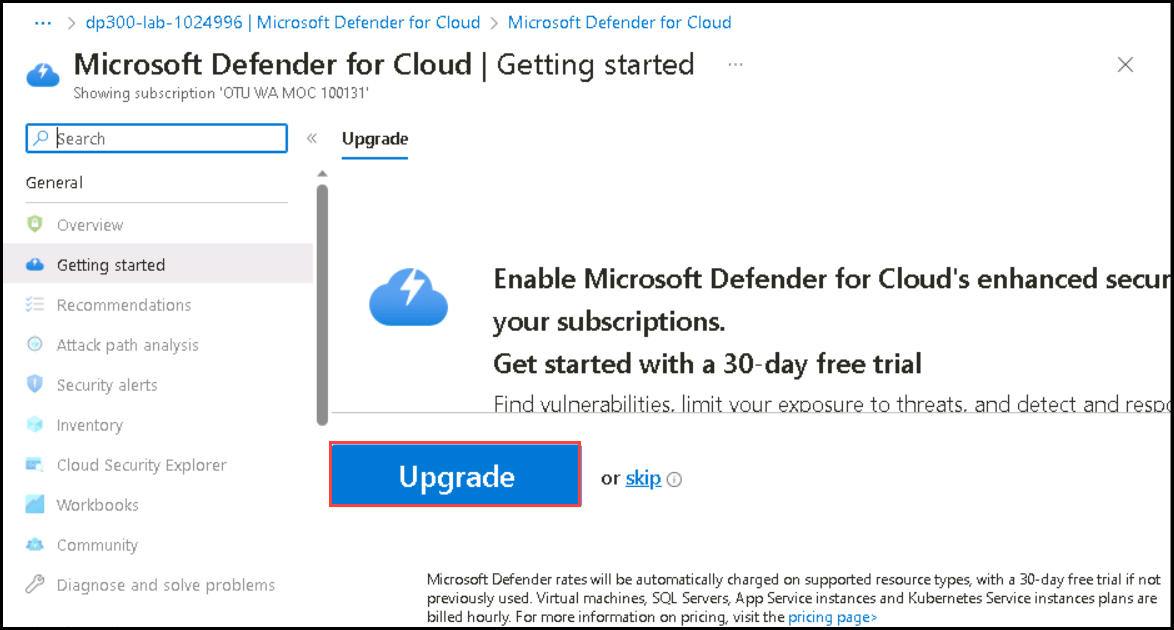 ··· > dp300-lab-1024996 | Microsoft Defender for Cloud > Microsoft Defender for Cloud
Microsoft Defender for Cloud | Getting started ···
Showing subscription 'OTU WA MOC 100131'
Search «
Upgrade
General
Overview
Getting started
Recommendations
Attack path analysis
Security alerts
Inventory
Cloud Security Explorer
Workbooks
Community
Diagnose and solve problems
Enable Microsoft Defender for Cloud's enhanced secur
your subscriptions.
Get started with a 30-day free trial
Find vulnerabilities, limit your exposure to threats, and detect and respo
Upgrade or skip
Microsoft Defender rates will be automatically charged on supported resource types, with a 30-day free trial if not
previously used. Virtual machines, SQL Servers, App Service instances and Kubernetes Service instances plans are
billed hourly. For more information on pricing, visit the pricing page>